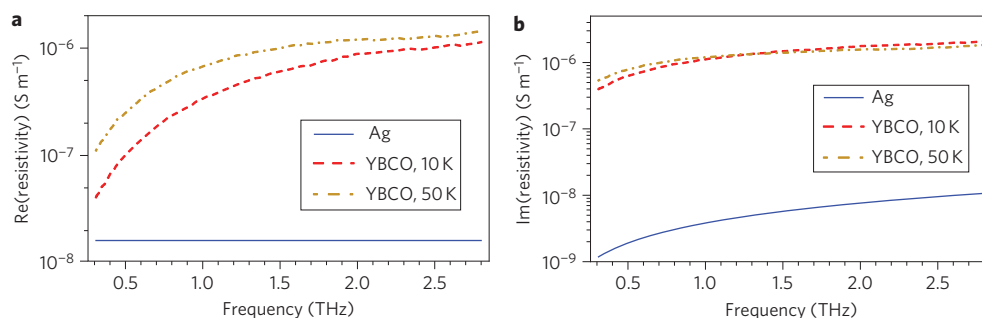 a
Re(resistivity) (S m⁻¹)
10⁻⁶
10⁻⁷
10⁻⁸
Ag
YBCO, 10 K
YBCO, 50 K
0.5 1.0 1.5 2.0 2.5
Frequency (THz)
b
Im(resistivity) (S m⁻¹)
10⁻⁶
10⁻⁷
10⁻⁸
10⁻⁹
Ag
YBCO, 10 K
YBCO, 50 K
0.5 1.0 1.5 2.0 2.5
Frequency (THz)